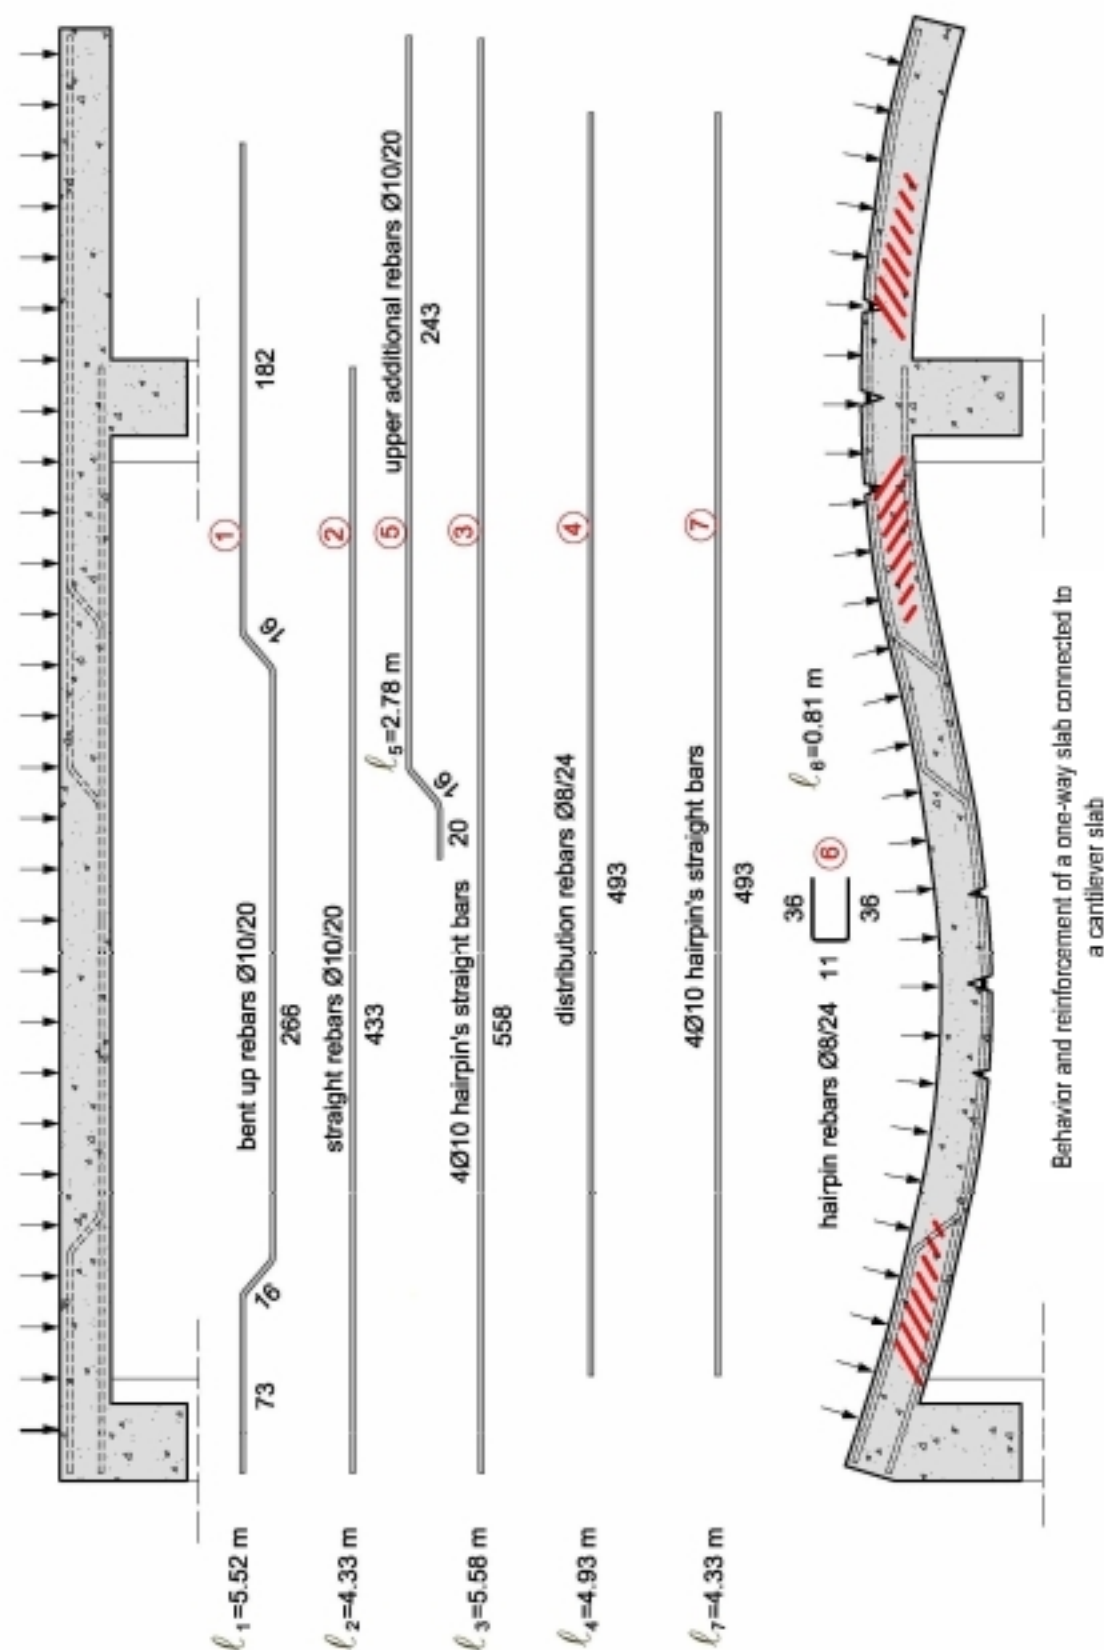 ℓ1=5.52 m
73
16
bent up rebars Ø10/20
266
16
1
182
ℓ2=4.33 m
straight rebars Ø10/20
433
2
20
16
ℓ5=2.78 m
5
upper additional rebars Ø10/20
243
ℓ3=5.58 m
4Ø10 hairpin's straight bars
558
3
ℓ4=4.93 m
distribution rebars Ø8/24
493
4
ℓ7=4.33 m
4Ø10 hairpin's straight bars
493
7
hairpin rebars Ø8/24
11
36
36
6
ℓ6=0.81 m
Behavior and reinforcement of a one-way slab connected to
a cantilever slab